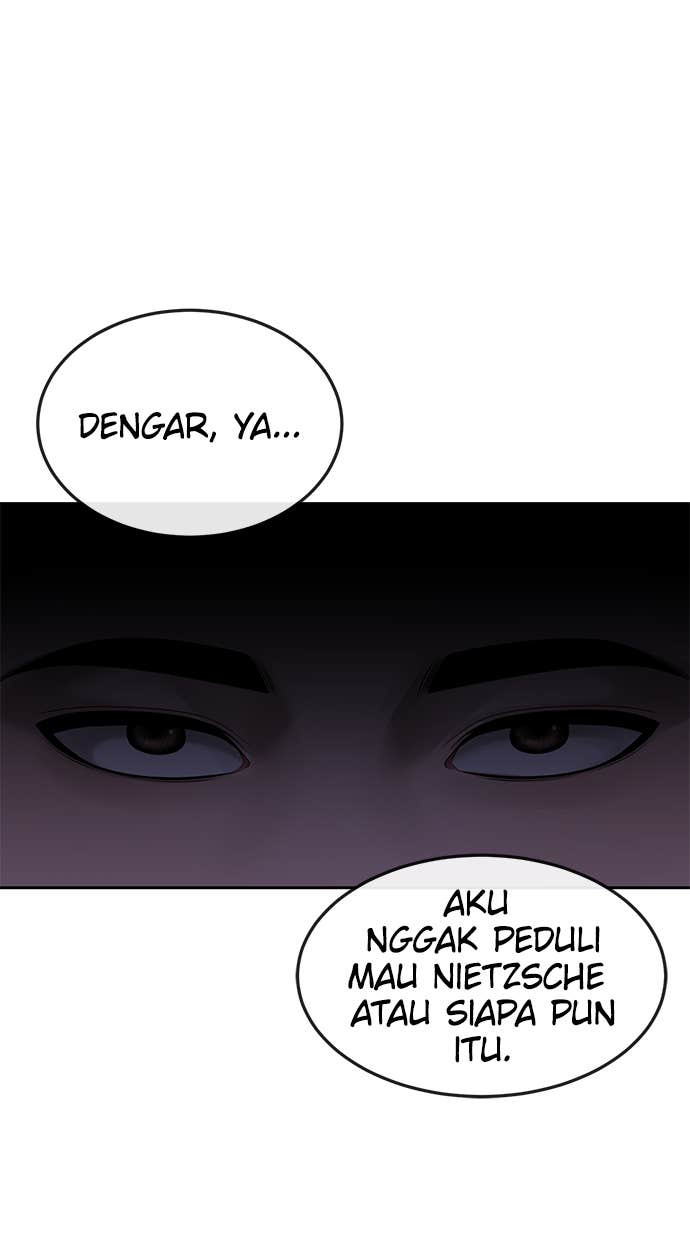 DENGAR, YA...
AKU
NGGAK PEDULI
MAU NIETZSCHE
ATAU SIAPA PUN
ITU.